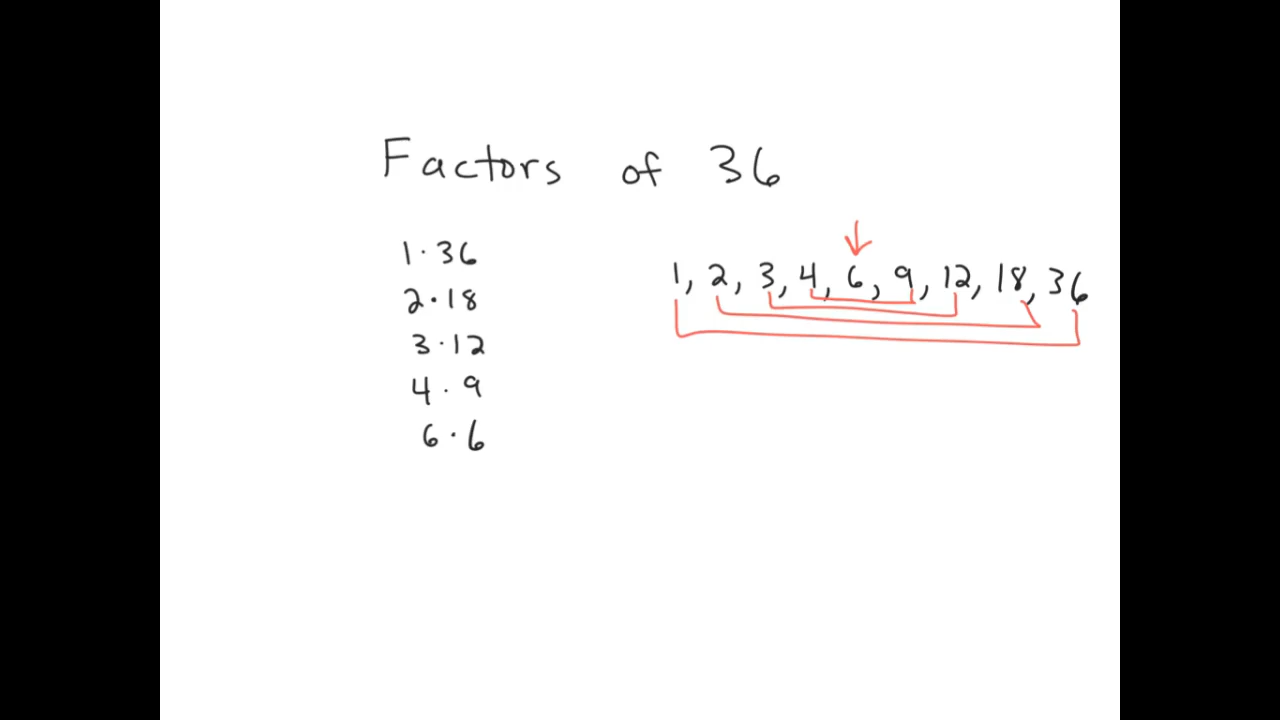 Factors of 36
1 · 36
2 · 18
3 · 12
4 · 9
6 · 6
1, 2, 3, 4, 6, 9, 12, 18, 36